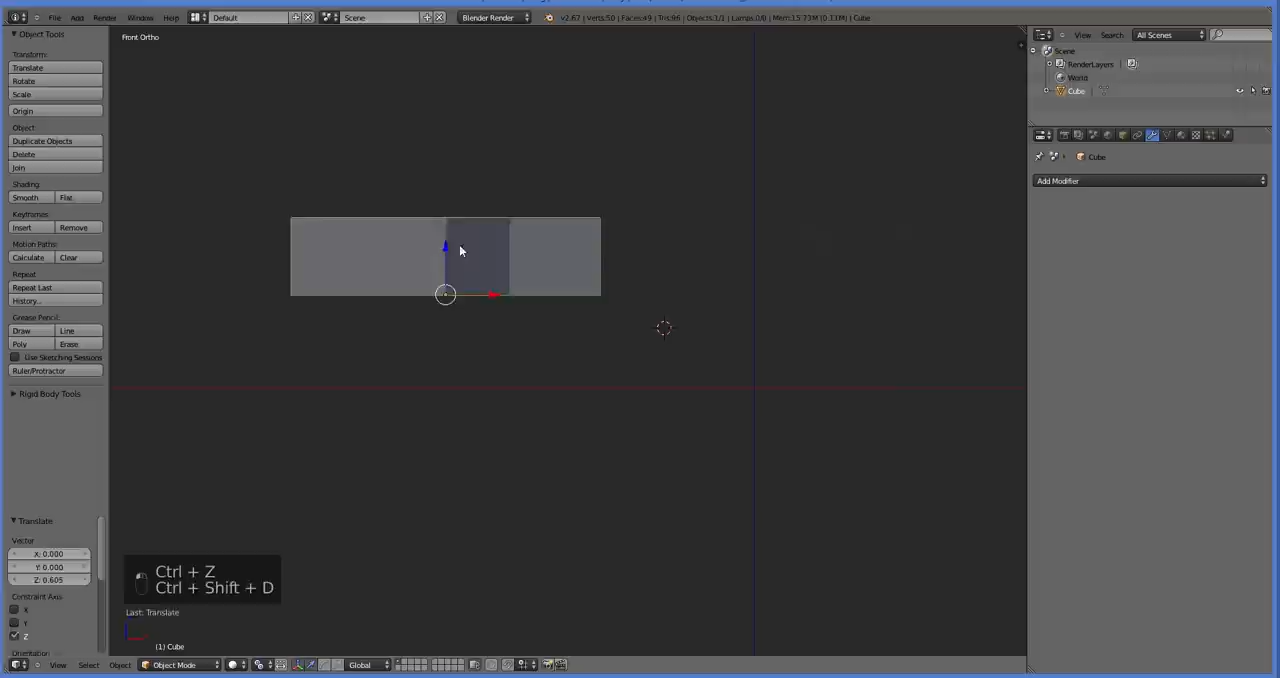 File Add Render Window Help Default Scene Blender Render v2.67 | Verts:50 | Faces:49 | Tris:96 | Objects:1/1 | Lamps:0/0 | Mem:15.73M (0.33M) | Cube
Object Tools
Transform:
Translate
Rotate
Scale
Origin
Object:
Duplicate Objects
Delete
Join
Shading:
Smooth Flat
Keyframes:
Insert Remove
Motion Paths:
Calculate Clear
Repeat
Repeat Last
History...
Grease Pencil:
Draw Line
Poly Erase
Use Sketching Sessions
Ruler/Protractor
Rigid Body Tools
Translate
Vector
X: 0.000
Y: 0.000
Z: 0.605
Constraint Axis
X
Y
Z
Orientation
Front Ortho
Ctrl + Z
Ctrl + Shift + D
Last: Translate
(1) Cube
View Select Object Object Mode Global
View Search All Scenes
Scene
RenderLayers |
World
Cube |
Cube
Add Modifier